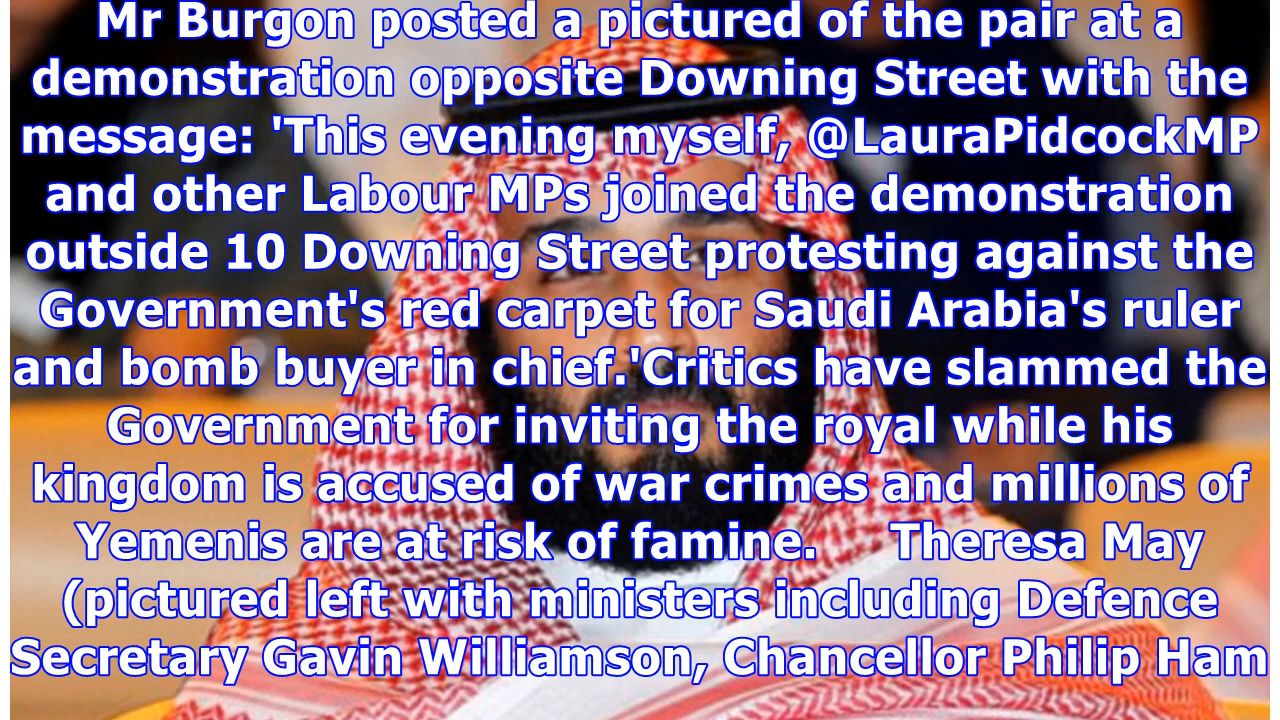 Mr Burgon posted a pictured of the pair at a
demonstration opposite Downing Street with the
message: 'This evening myself, @LauraPidcockMP
and other Labour MPs joined the demonstration
outside 10 Downing Street protesting against the
Government's red carpet for Saudi Arabia's ruler
and bomb buyer in chief.'Critics have slammed the
Government for inviting the royal while his
kingdom is accused of war crimes and millions of
Yemenis are at risk of famine. Theresa May
(pictured left with ministers including Defence
Secretary Gavin Williamson, Chancellor Philip Ham